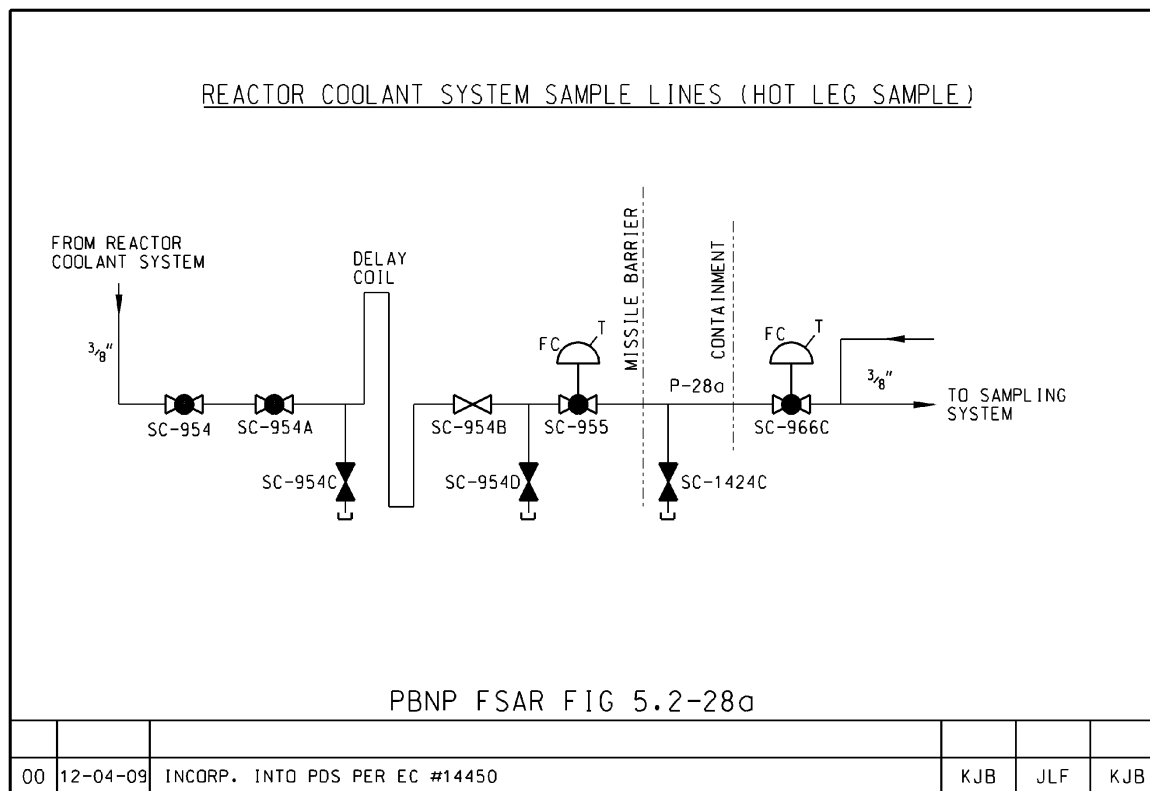 REACTOR COOLANT SYSTEM SAMPLE LINES (HOT LEG SAMPLE)
FROM REACTOR
COOLANT SYSTEM
DELAY
COIL
MISSILE BARRIER
CONTAINMENT
3/8"
FC
T
P-28a
FC
T
3/8"
TO SAMPLING
SYSTEM
SC-954
SC-954A
SC-954B
SC-955
SC-966C
SC-954C
SC-954D
SC-1424C
PBNP FSAR FIG 5.2-28a
00 12-04-09 INCORP. INTO PDS PER EC #14450 KJB JLF KJB